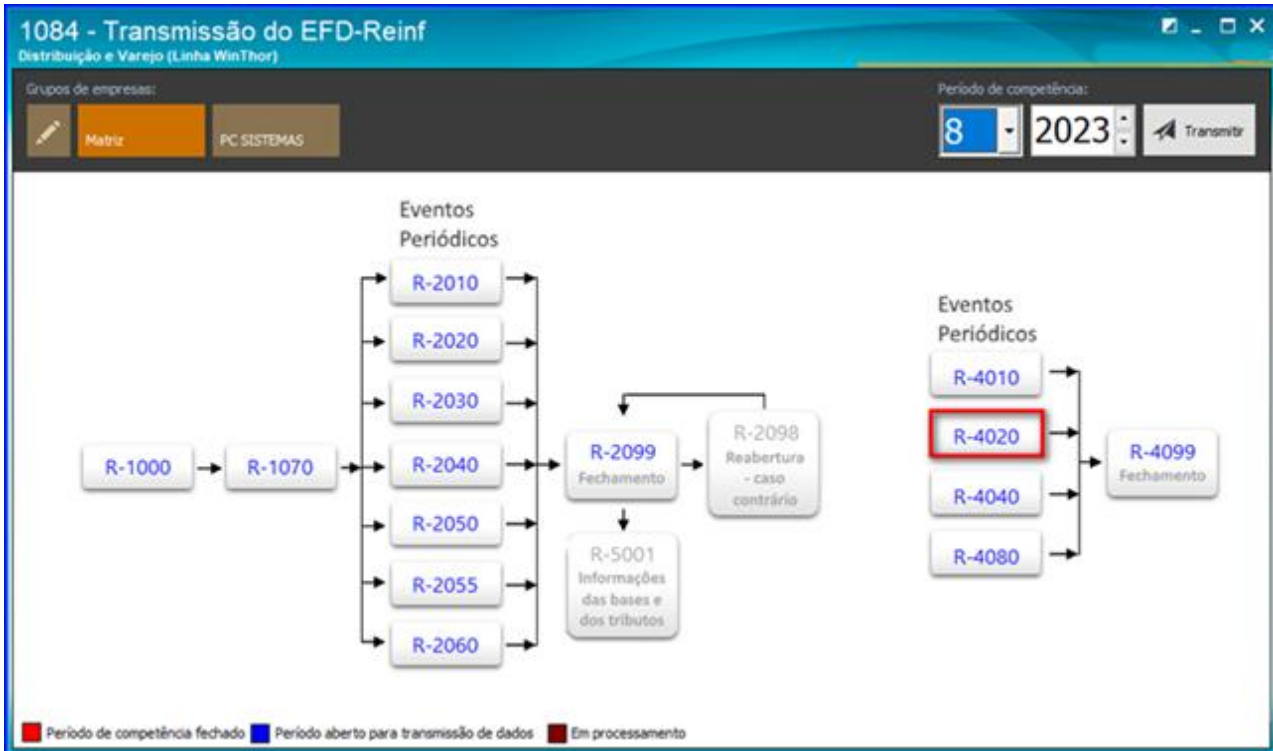 1084 - Transmissão do EFD-Reinf
Distribuição e Varejo (Linha WinThor)
Grupos de empresas:
Matriz
PC SISTEMAS
Período de competência:
8
2023
Transmitir
Eventos
Periódicos
R-2010
R-2020
R-2030
R-2040
R-2050
R-2055
R-2060
R-1000
R-1070
R-2099
Fechamento
R-2098
Reabertura
- caso
contrário
R-5001
Informações
das bases e
dos tributos
Eventos
Periódicos
R-4010
R-4020
R-4040
R-4080
R-4099
Fechamento
Período de competência fechado
Período aberto para transmissão de dados
Em processamento